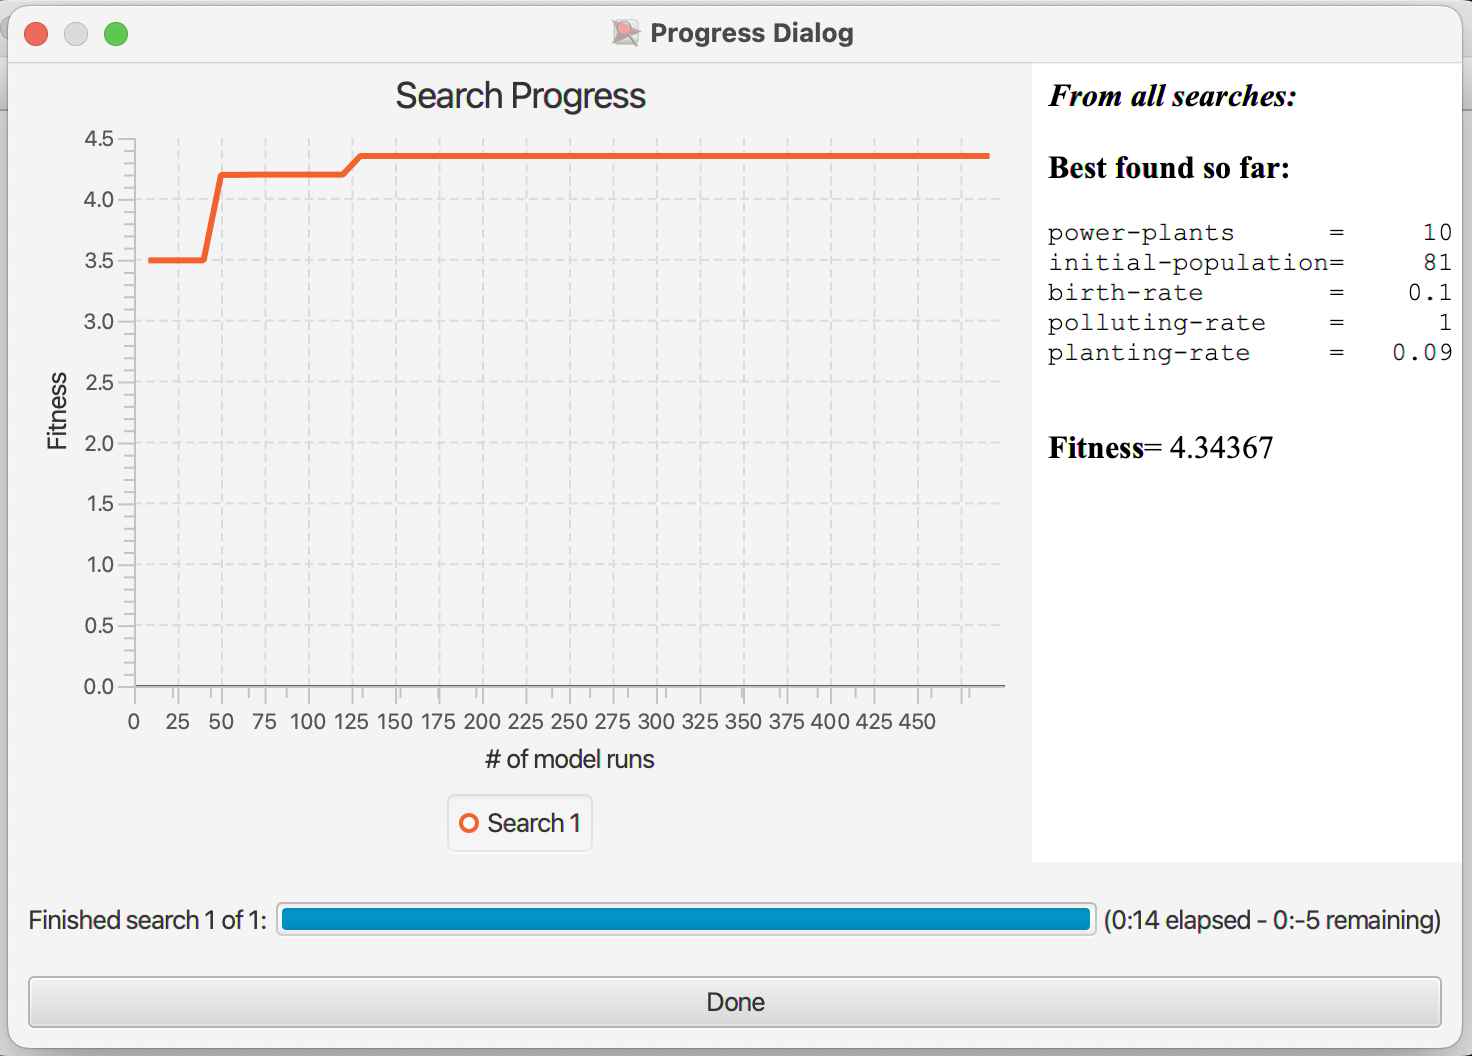 Progress Dialog
Search Progress
4.5
4.0
3.5
3.0
2.5
2.0
1.5
1.0
0.5
0.0
Fitness
0 25 50 75 100 125 150 175 200 225 250 275 300 325 350 375 400 425 450
# of model runs
Search 1
From all searches:
Best found so far:
power-plants = 10
initial-population= 81
birth-rate = 0.1
polluting-rate = 1
planting-rate = 0.09
Fitness= 4.34367
Finished search 1 of 1: (0:14 elapsed - 0:-5 remaining)
Done